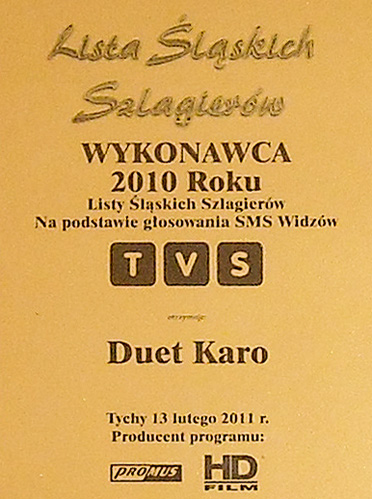 Lista Śląskich
Szlagierów
WYKONAWCA
2010 Roku
Listy Śląskich Szlagierów
Na podstawie głosowania SMS Widzów
TVS
otrzymuje:
Duet Karo
Tychy 13 lutego 2011 r.
Producent programu:
PROMUS
HD
FILM